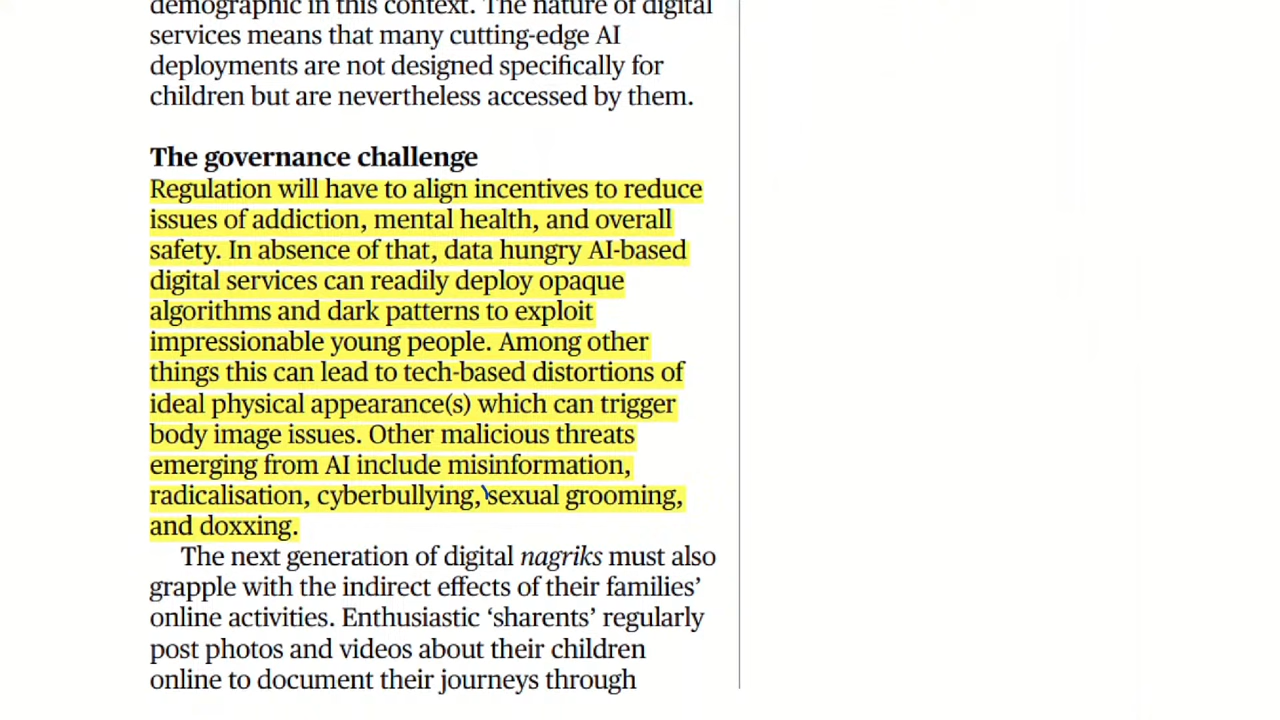 demographic in this context. The nature of digital
services means that many cutting-edge AI
deployments are not designed specifically for
children but are nevertheless accessed by them.
The governance challenge
Regulation will have to align incentives to reduce
issues of addiction, mental health, and overall
safety. In absence of that, data hungry AI-based
digital services can readily deploy opaque
algorithms and dark patterns to exploit
impressionable young people. Among other
things this can lead to tech-based distortions of
ideal physical appearance(s) which can trigger
body image issues. Other malicious threats
emerging from AI include misinformation,
radicalisation, cyberbullying, sexual grooming,
and doxxing.
The next generation of digital nagriks must also
grapple with the indirect effects of their families’
online activities. Enthusiastic ‘sharents’ regularly
post photos and videos about their children
online to document their journeys through